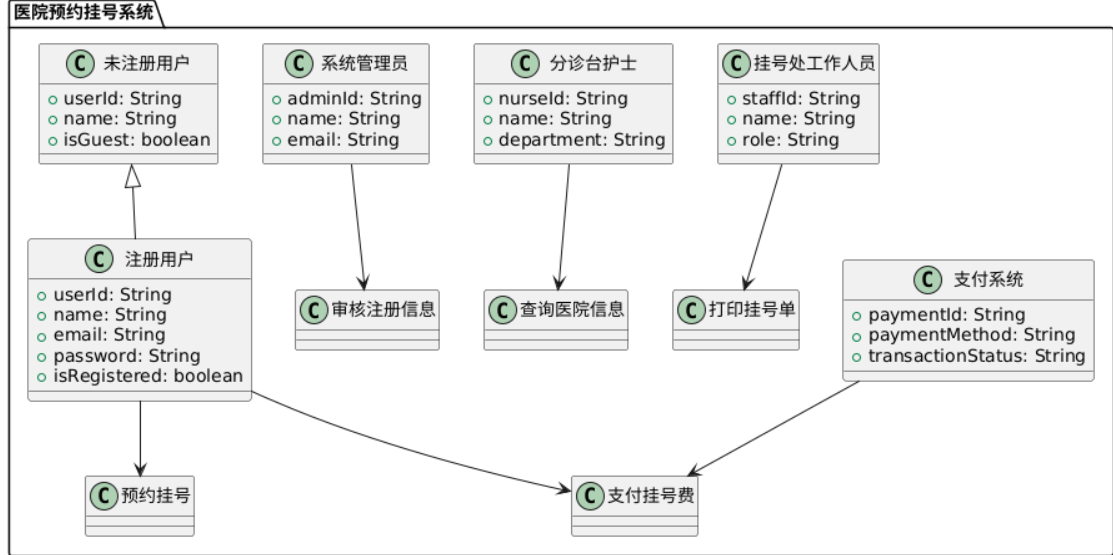 医院预约挂号系统
C 未注册用户
userId: String
name: String
isGuest: boolean
C 系统管理员
adminId: String
name: String
email: String
C 分诊台护士
nurseId: String
name: String
department: String
C 挂号处工作人员
staffId: String
name: String
role: String
C 注册用户
userId: String
name: String
email: String
password: String
isRegistered: boolean
C 审核注册信息
C 查询医院信息
C 打印挂号单
C 支付系统
paymentId: String
paymentMethod: String
transactionStatus: String
C 预约挂号
C 支付挂号费